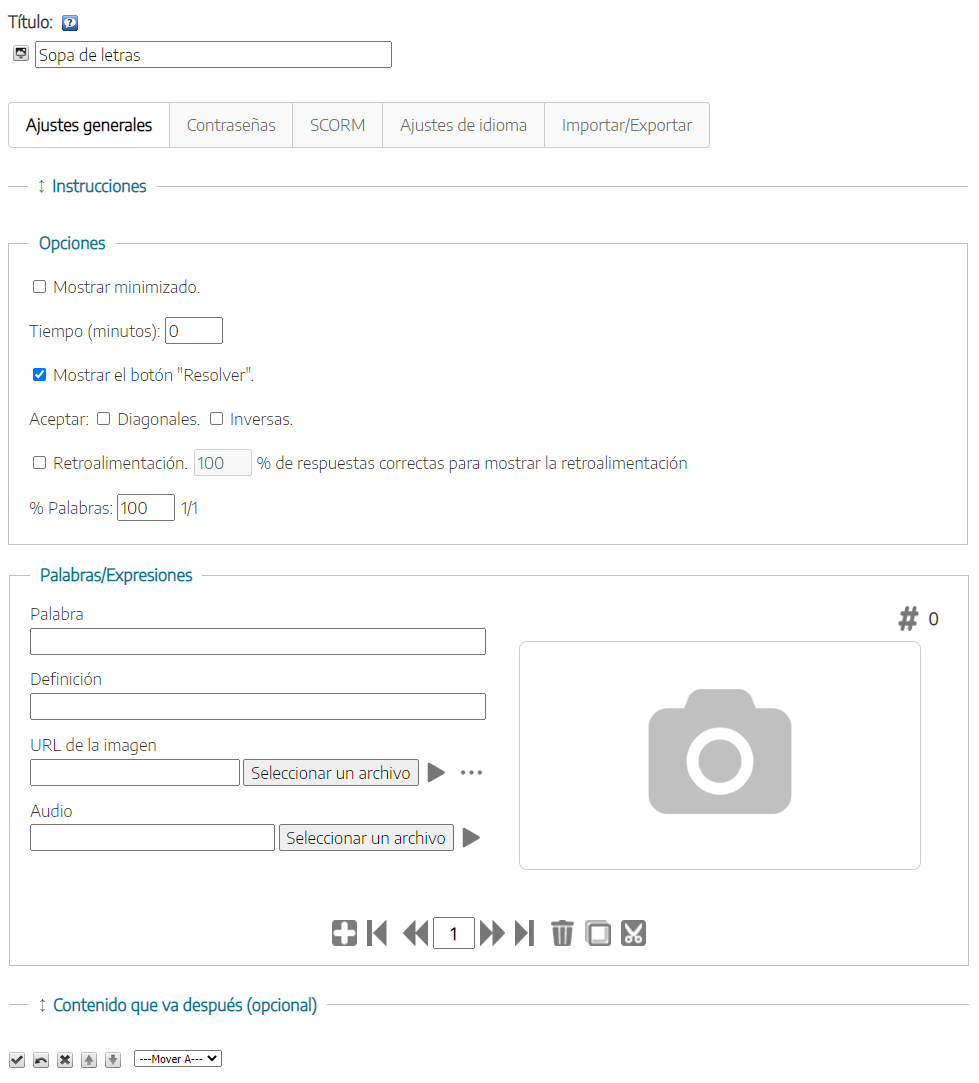 Título: ?
Sopa de letras
Ajustes generales Contraseñas SCORM Ajustes de idioma Importar/Exportar
↕ Instrucciones
Opciones
Mostrar minimizado.
Tiempo (minutos): 0
Mostrar el botón "Resolver".
Aceptar: Diagonales. Inversas.
Retroalimentación. 100 % de respuestas correctas para mostrar la retroalimentación
% Palabras: 100 1/1
Palabras/Expresiones
Palabra
# 0
Definición
URL de la imagen
Seleccionar un archivo
Audio
Seleccionar un archivo
1
↕ Contenido que va después (opcional)
---Mover A---